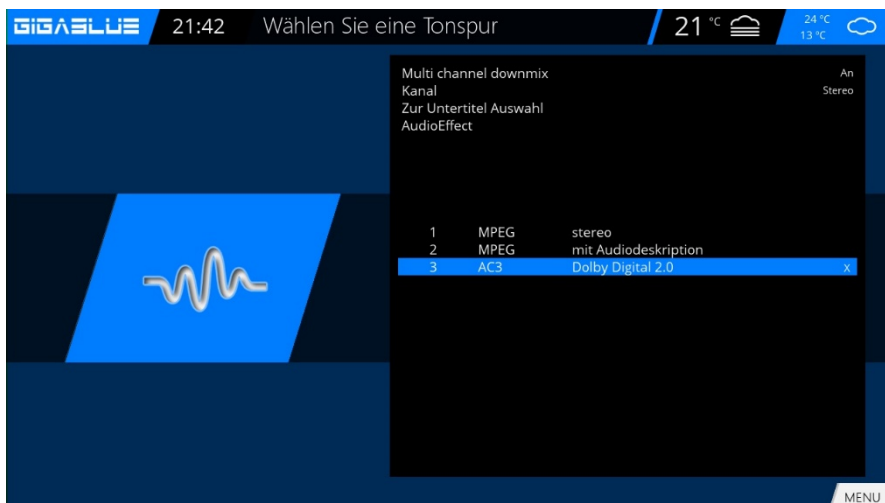 GIGABLUE 21:42 Wählen Sie eine Tonspur 21 °C 24 °C
13 °C
Multi channel downmix An
Kanal Stereo
Zur Untertitel Auswahl
AudioEffect
1 MPEG stereo
2 MPEG mit Audiodeskription
3 AC3 Dolby Digital 2.0 x
MENU